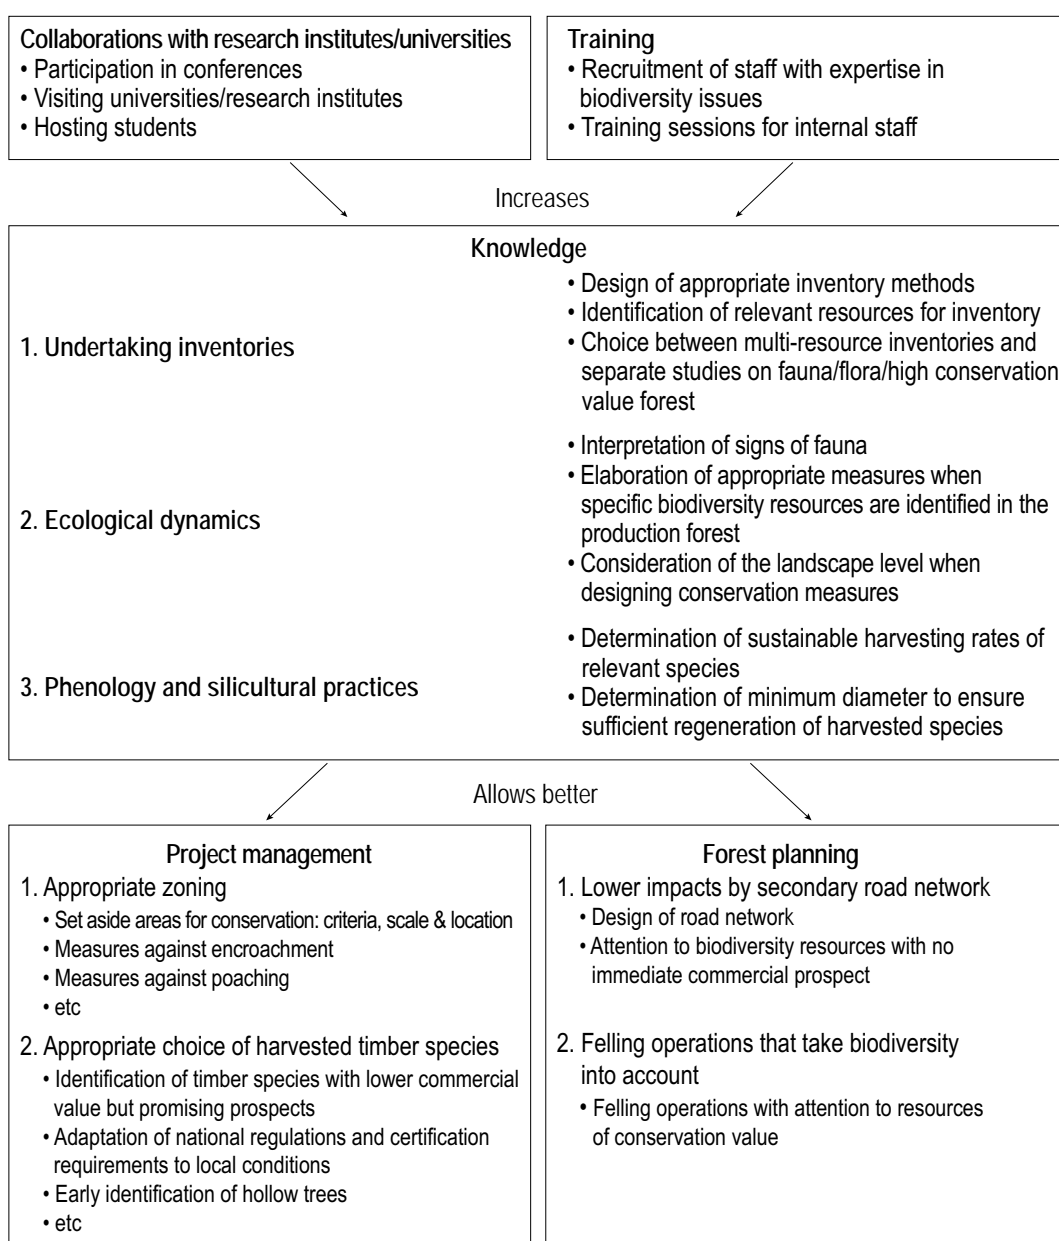 Collaborations with research institutes/universities
• Participation in conferences
• Visiting universities/research institutes
• Hosting students
Training
• Recruitment of staff with expertise in
biodiversity issues
• Training sessions for internal staff
Increases
Knowledge
1. Undertaking inventories
• Design of appropriate inventory methods
• Identification of relevant resources for inventory
• Choice between multi-resource inventories and
separate studies on fauna/flora/high conservation
value forest
2. Ecological dynamics
• Interpretation of signs of fauna
• Elaboration of appropriate measures when
specific biodiversity resources are identified in the
production forest
• Consideration of the landscape level when
designing conservation measures
3. Phenology and silicultural practices
• Determination of sustainable harvesting rates of
relevant species
• Determination of minimum diameter to ensure
sufficient regeneration of harvested species
Allows better
Project management
1. Appropriate zoning
• Set aside areas for conservation: criteria, scale & location
• Measures against encroachment
• Measures against poaching
• etc
2. Appropriate choice of harvested timber species
• Identification of timber species with lower commercial
value but promising prospects
• Adaptation of national regulations and certification
requirements to local conditions
• Early identification of hollow trees
• etc
Forest planning
1. Lower impacts by secondary road network
• Design of road network
• Attention to biodiversity resources with no
immediate commercial prospect
2. Felling operations that take biodiversity
into account
• Felling operations with attention to resources
of conservation value